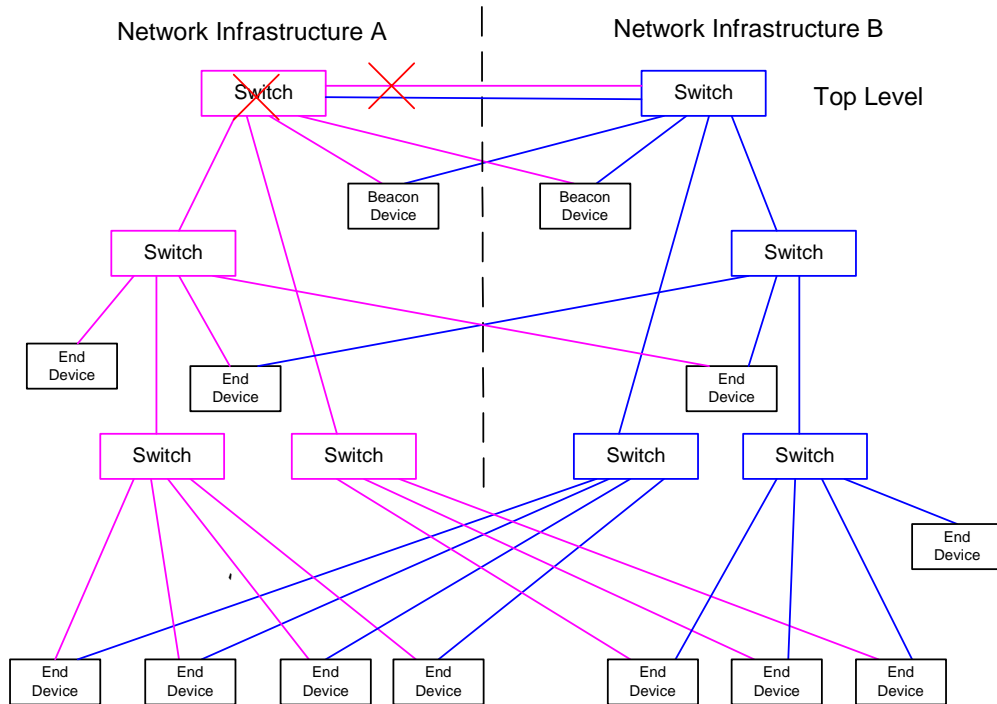 Network Infrastructure A
Network Infrastructure B
Switch
Switch
Top Level
Beacon
Device
Beacon
Device
Switch
Switch
End
Device
End
Device
End
Device
Switch
Switch
Switch
Switch
End
Device
End
Device
End
Device
End
Device
End
Device
End
Device
End
Device
End
Device